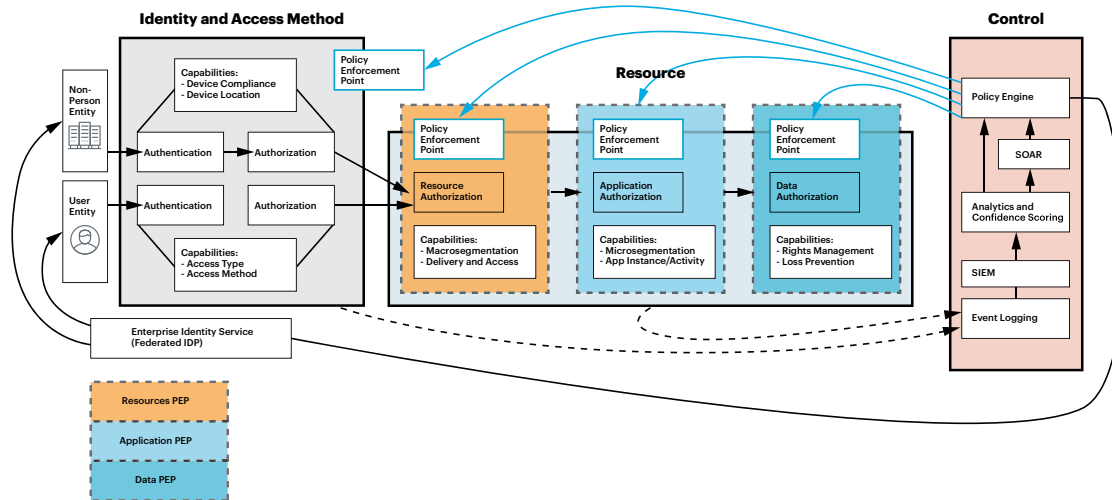 Identity and Access Method
Control
Resource
Non-
Person
Entity
User
Entity
Capabilities:
- Device Compliance
- Device Location
Authentication
Authorization
Authentication
Authorization
Capabilities:
- Access Type
- Access Method
Policy
Enforcement
Point
Policy
Enforcement
Point
Resource
Authorization
Capabilities:
- Macrosegmentation
- Delivery and Access
Policy
Enforcement
Point
Application
Authorization
Capabilities:
- Microsegmentation
- App Instance/Activity
Policy
Enforcement
Point
Data
Authorization
Capabilities:
- Rights Management
- Loss Prevention
Policy Engine
SOAR
Analytics and
Confidence Scoring
SIEM
Event Logging
Enterprise Identity Service
(Federated IDP)
Resources PEP
Application PEP
Data PEP